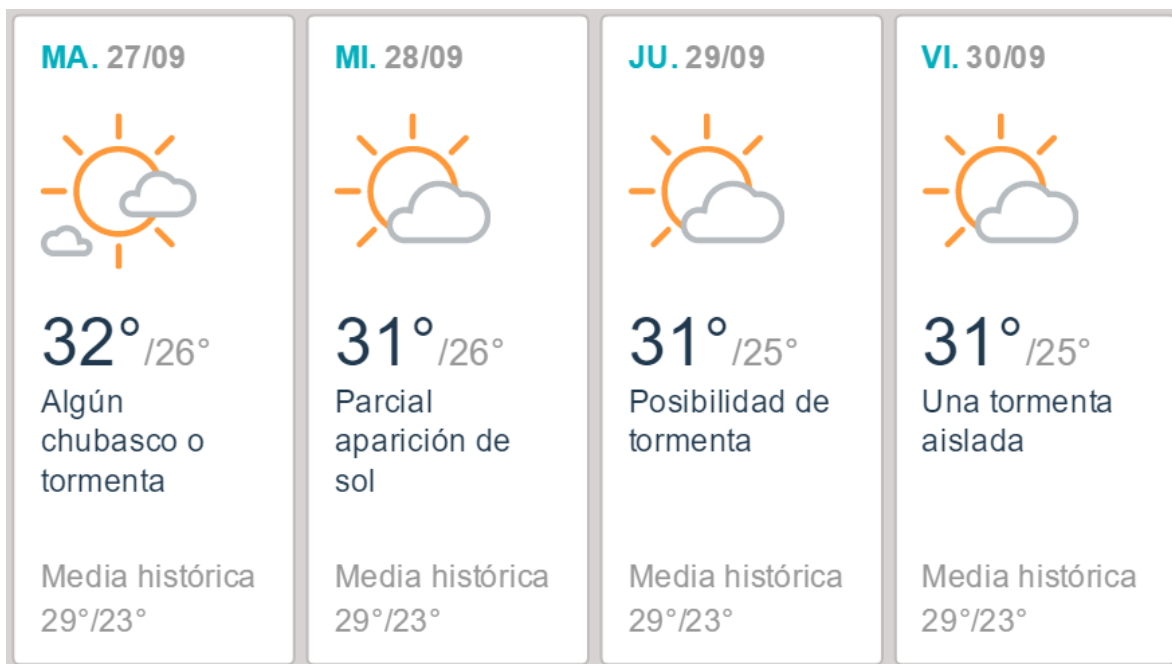 MA. 27/09
32°/26°
Algún
chubasco o
tormenta
Media histórica
29°/23°
MI. 28/09
31°/26°
Parcial
aparición de
sol
Media histórica
29°/23°
JU. 29/09
31°/25°
Posibilidad de
tormenta
Media histórica
29°/23°
VI. 30/09
31°/25°
Una tormenta
aislada
Media histórica
29°/23°